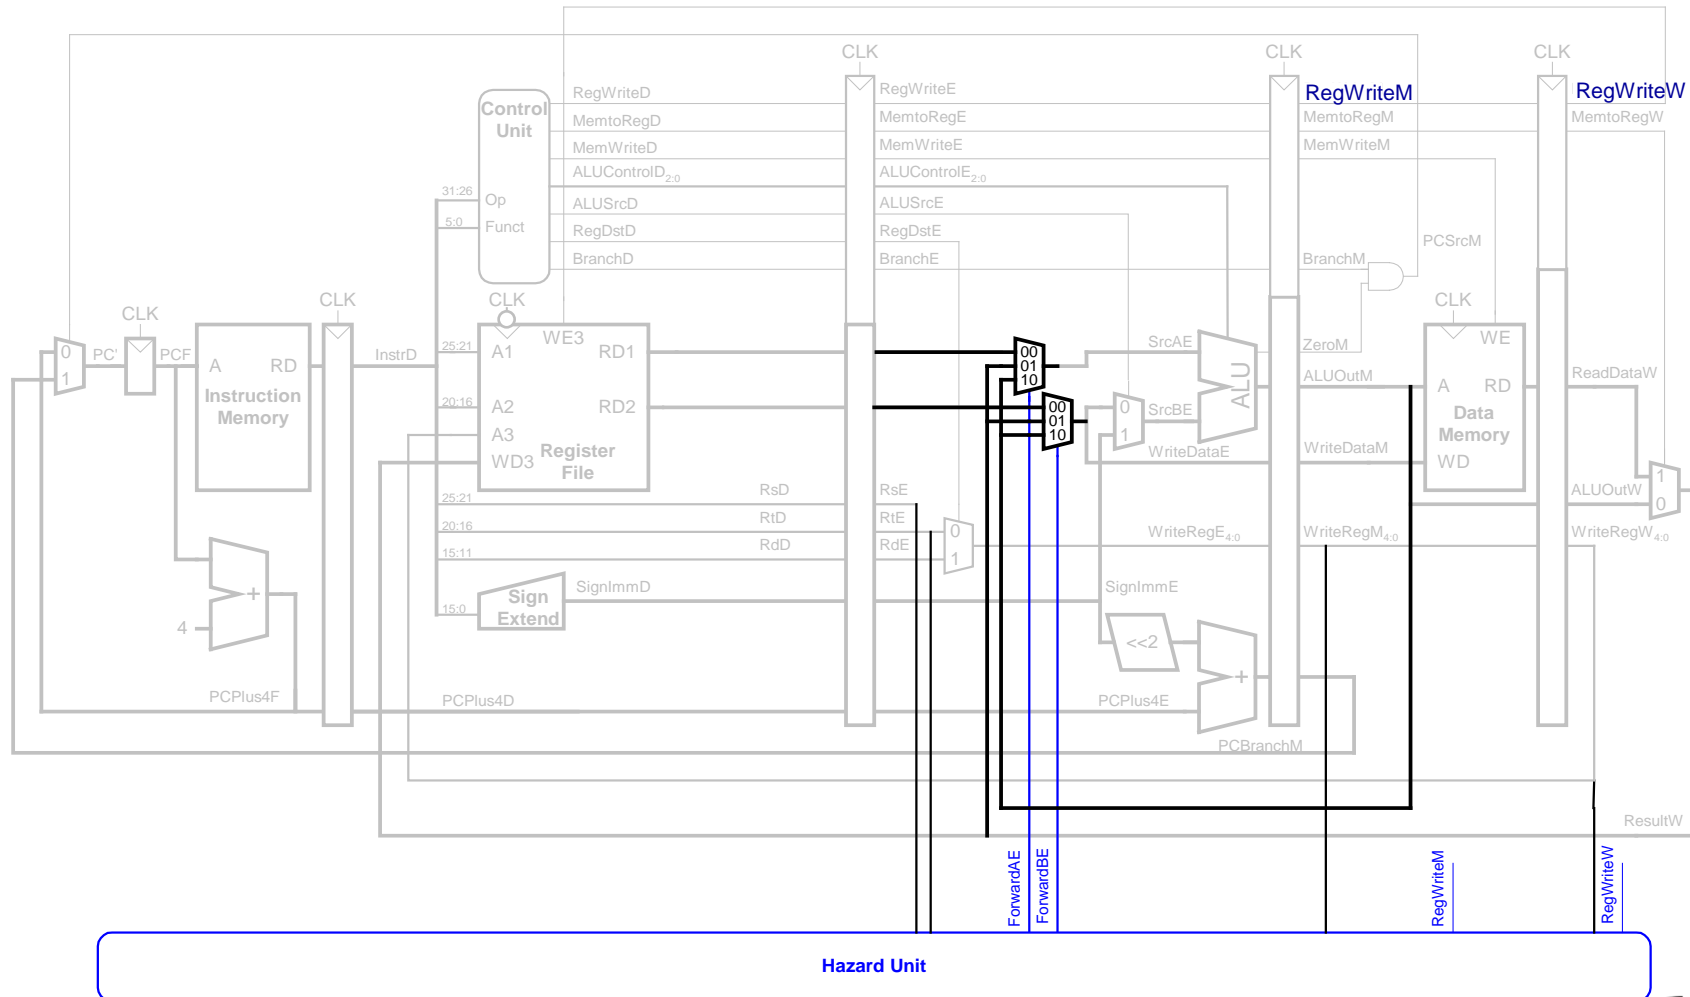 CLK CLK CLK
RegWriteD RegWriteE RegWriteM RegWriteW
Control Unit
MemtoRegD MemtoRegE MemtoRegM MemtoRegW
MemWriteD MemWriteE MemWriteM
ALUControlD2:0 ALUControlE2:0
31:26 Op ALUSrcD ALUSrcE
5:0 Funct RegDstD RegDstE PCSrcM
BranchD BranchE BranchM
CLK CLK CLK CLK
0 PC' PCF A RD InstrD 25:21 A1 WE3 RD1 00 SrcAE ZeroM WE
1 01
10
Instruction Memory
ALU ALUOutM A RD ReadDataW
20:16 A2 RD2 00 0 SrcBE
01
A3 10 1
Data Memory
WD3 Register File WriteDataE WriteDataM WD
1
25:21 RsD RsE ALUOutW 0
20:16 RtD RtE 0 WriteRegE4:0 WriteRegM4:0 WriteRegW4:0
15:11 RdD RdE 1
+ SignImmD SignImmE
15:0 Sign Extend
4 <<2
+
PCPlus4F PCPlus4D PCPlus4E
PCBranchM
ResultW
ForwardAE
ForwardBE
RegWriteM
RegWriteW
Hazard Unit